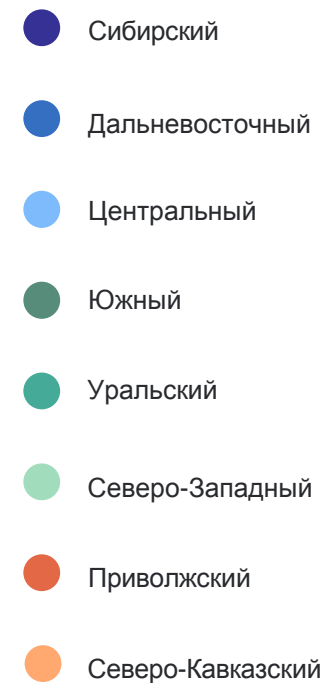 Сибирский
Дальневосточный
Центральный
Южный
Уральский
Северо-Западный
Приволжский
Северо-Кавказский